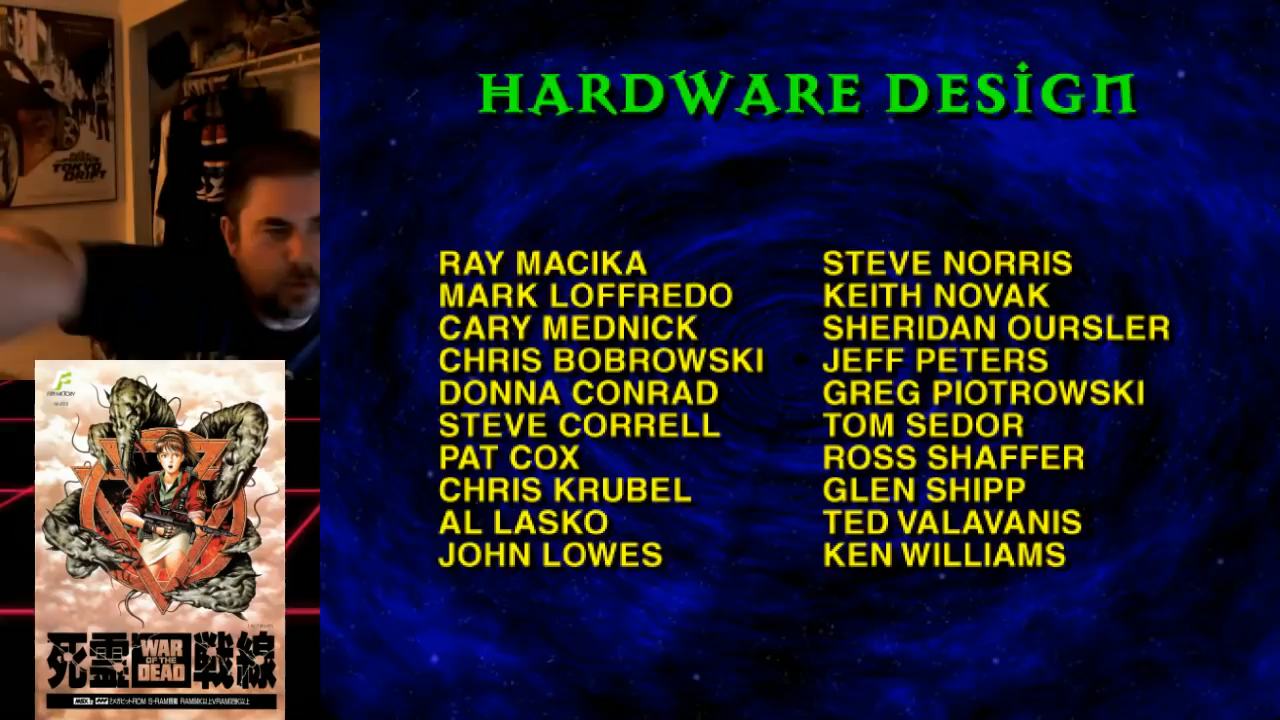 HARDWARE DESIGN
RAY MACIKA
MARK LOFFREDO
CARY MEDNICK
CHRIS BOBROWSKI
DONNA CONRAD
STEVE CORRELL
PAT COX
CHRIS KRUBEL
AL LASKO
JOHN LOWES
STEVE NORRIS
KEITH NOVAK
SHERIDAN OURSLER
JEFF PETERS
GREG PIOTROWSKI
TOM SEDOR
ROSS SHAFFER
GLEN SHIPP
TED VALAVANIS
KEN WILLIAMS
TOKYO
DRIFT
死霊 戦線
WAR
OF THE
DEAD